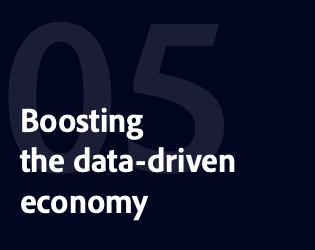 05
Boosting
the data-driven
economy